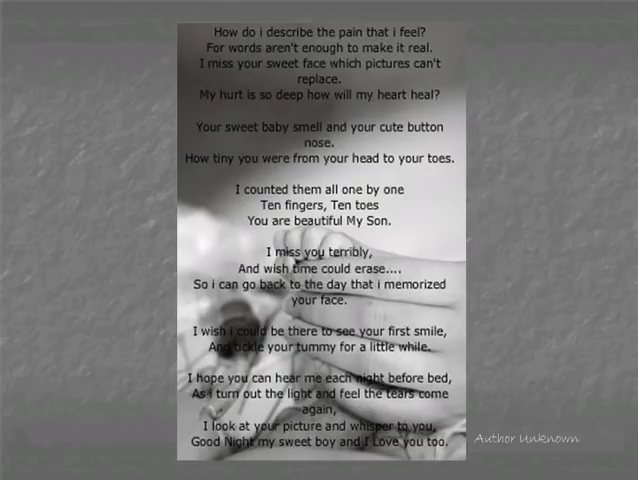 How do i describe the pain that i feel?
For words aren't enough to make it real.
I miss your sweet face which pictures can't
replace.
My hurt is so deep how will my heart heal?
Your sweet baby smell and your cute button
nose.
How tiny you were from your head to your toes.
I counted them all one by one
Ten fingers, Ten toes
You are beautiful My Son.
I miss you terribly,
And wish time could erase....
So i can go back to the day that i memorized
your face.
I wish i could be there to see your first smile,
And tickle your tummy for a little while.
I hope you can hear me each night before bed,
As i turn out the light and feel the tears come
again,
I look at your picture and whisper to you,
Good Night my sweet boy and I Love you too.
Author Unknown